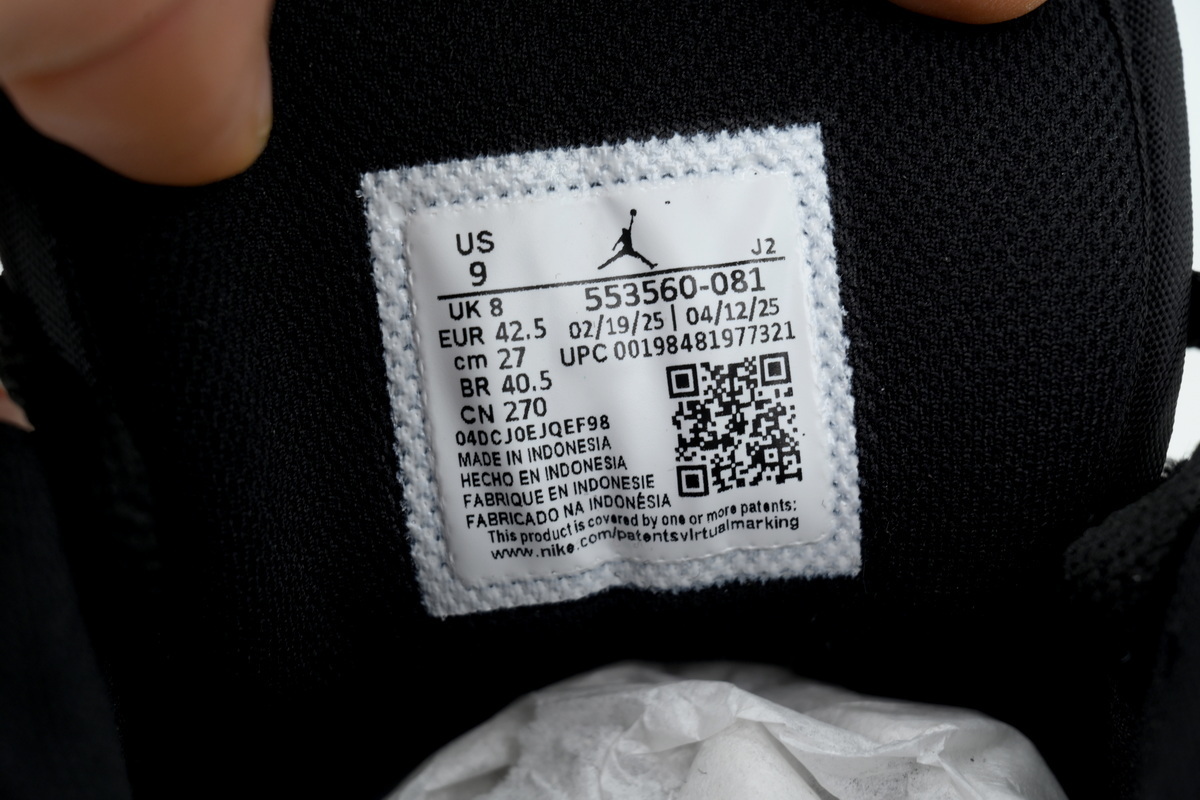 US
9
J2
UK 8
553560-081
EUR 42.5
02/19/25 | 04/12/25
cm 27
UPC 00198481977321
BR 40.5
CN 270
04DCJ0EJQEF98
MADE IN INDONESIA
HECHO EN INDONESIA
FABRIQUE EN INDONESIE
FABRICADO NA INDONÉSIA
This product is covered by one or more patents:
www.nike.com/patentsvirtualmarking